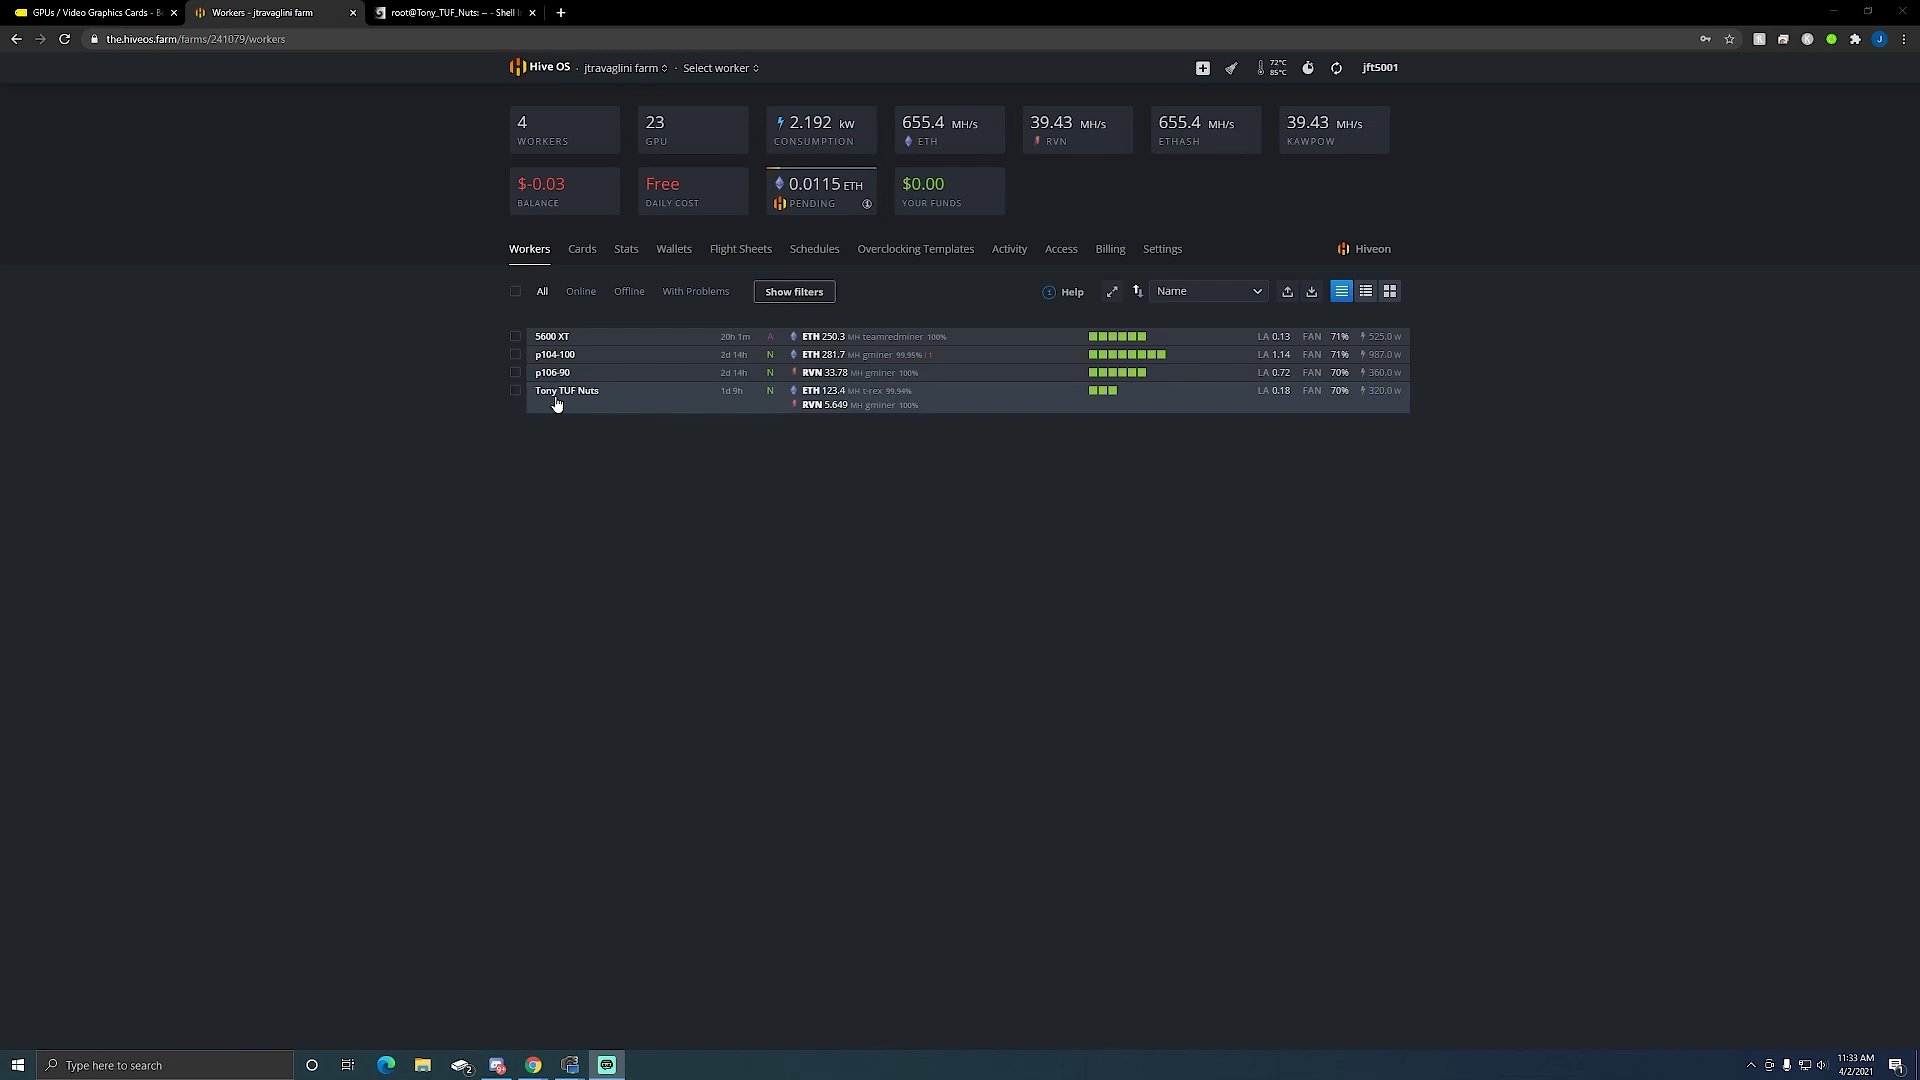 GPUs / Video Graphics Cards - B
Workers - jtravaglini farm
root@Tony_TUF_Nuts: ~ - Shell I
the.hiveos.farm/farms/241079/workers
Hive OS · jtravaglini farm · Select worker
72°C
85°C
jft5001
4
WORKERS
23
GPU
2.192 kW
CONSUMPTION
655.4 MH/s
ETH
39.43 MH/s
RVN
655.4 MH/s
ETHASH
39.43 MH/s
KAWPOW
$-0.03
BALANCE
Free
DAILY COST
0.0115 ETH
PENDING
$0.00
YOUR FUNDS
Workers Cards Stats Wallets Flight Sheets Schedules Overclocking Templates Activity Access Billing Settings Hiveon
All Online Offline With Problems Show filters Help Name
5600 XT 20h 1m A ETH 250.3 MH teamredminer 100% LA 0.13 FAN 71% 525.0 W
p104-100 2d 14h N ETH 281.7 MH gminer 99.95% LA 1.14 FAN 71% 987.0 W
p106-90 2d 14h N RVN 33.78 MH gminer 100% LA 0.72 FAN 70% 360.0 W
Tony TUF Nuts 1d 9h N ETH 123.4 MH t-rex 99.94% LA 0.18 FAN 70% 320.0 W
RVN 5.649 MH gminer 100%
Type here to search
11:33 AM
4/2/2021